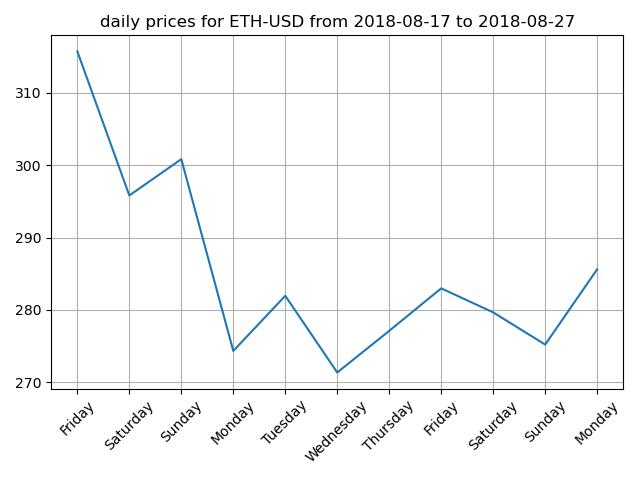 daily prices for ETH-USD from 2018-08-17 to 2018-08-27
310
300
290
280
270
Friday
Saturday
Sunday
Monday
Tuesday
Wednesday
Thursday
Friday
Saturday
Sunday
Monday